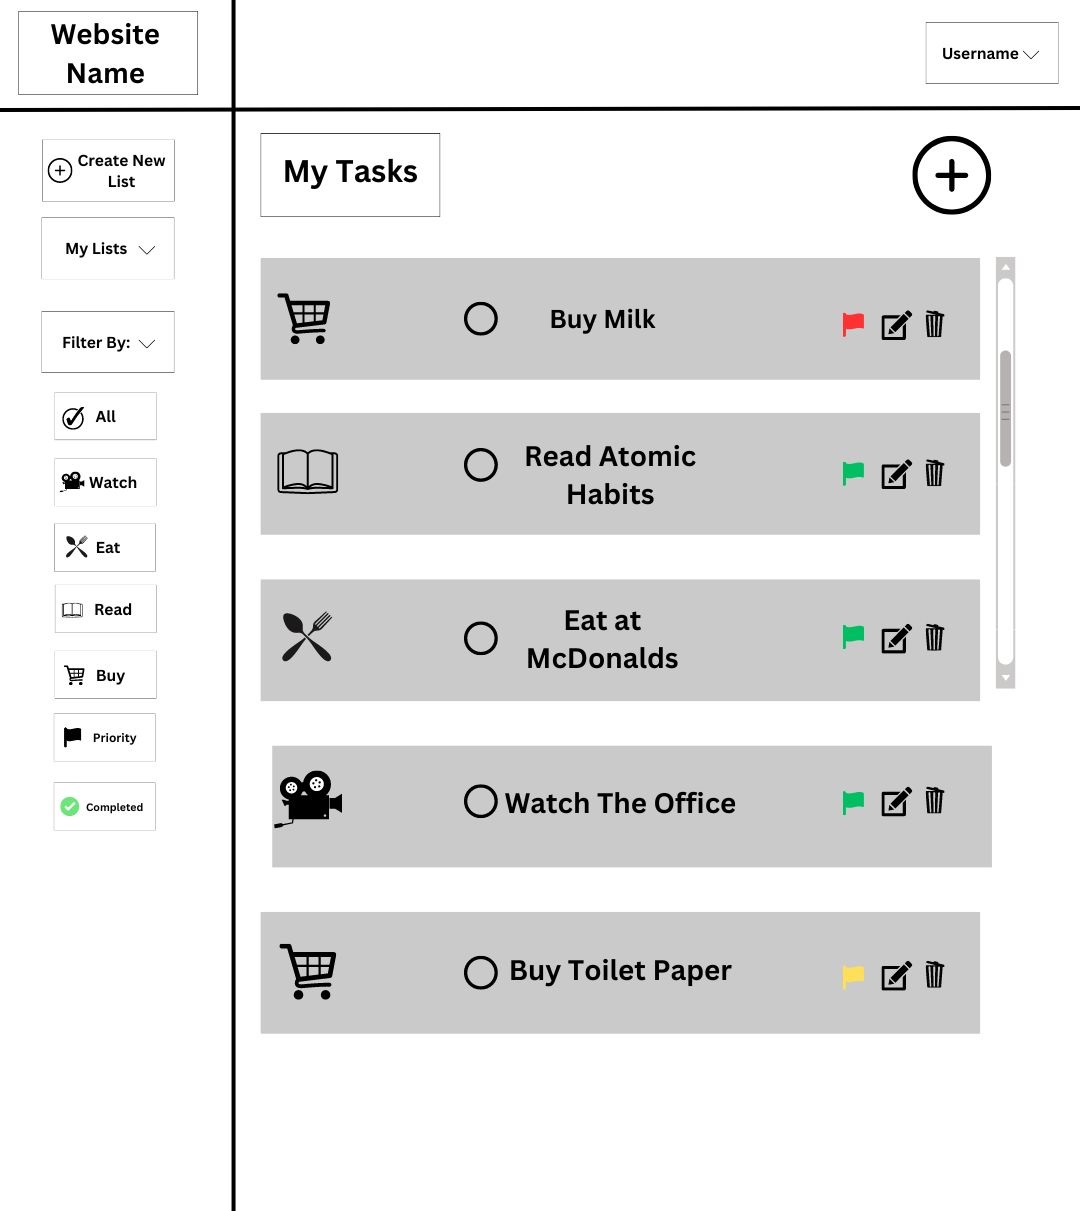 Website
Name
Username
Create New
List
My Lists
Filter By:
All
Watch
Eat
Read
Buy
Priority
Completed
My Tasks
Buy Milk
Read Atomic
Habits
Eat at
McDonalds
Watch The Office
Buy Toilet Paper